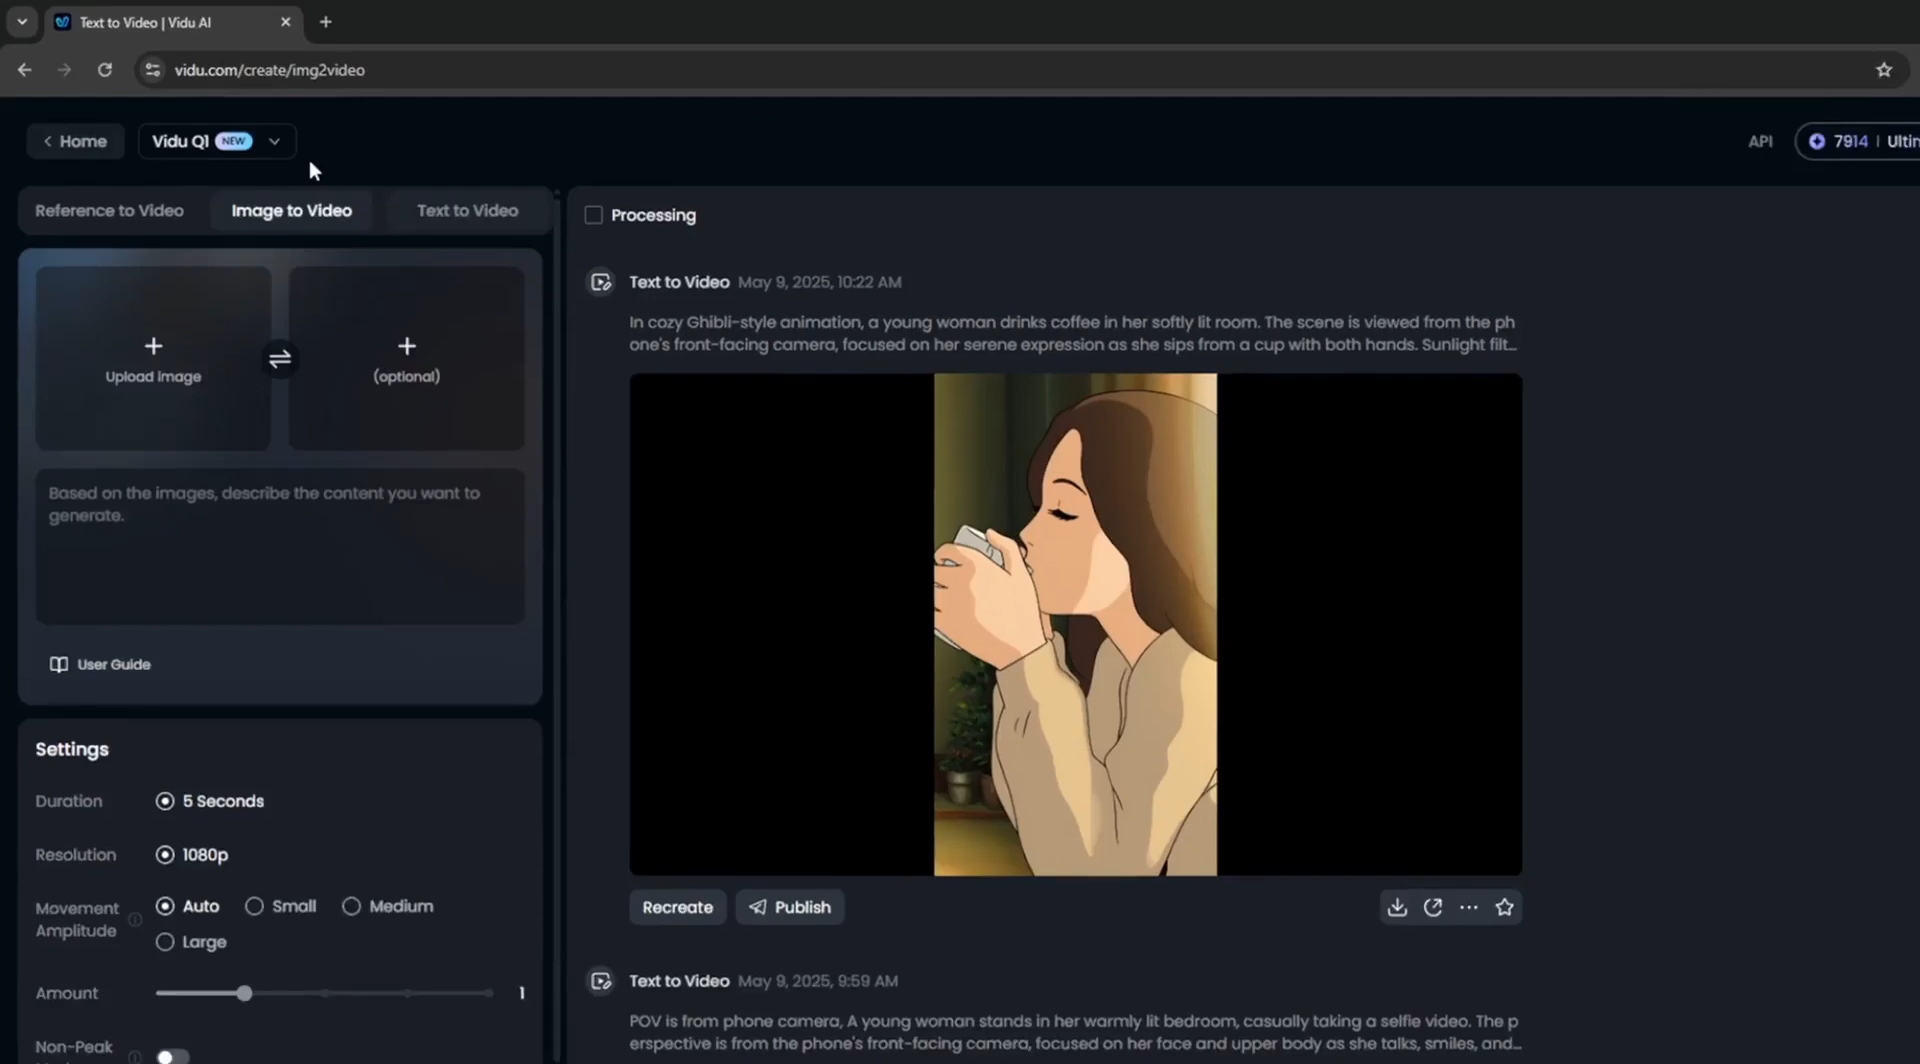 Text to Video | Vidu AI
vidu.com/create/img2video
Home
Vidu Q1 NEW
API
7914 | Ultim
Reference to Video
Image to Video
Text to Video
Upload image
(optional)
Based on the images, describe the content you want to
generate.
User Guide
Settings
Duration
5 Seconds
Resolution
1080p
Movement
Amplitude
Auto
Small
Medium
Large
Amount
1
Non-Peak
Processing
Text to Video May 9, 2025, 10:22 AM
In cozy Ghibli-style animation, a young woman drinks coffee in her softly lit room. The scene is viewed from the ph
one's front-facing camera, focused on her serene expression as she sips from a cup with both hands. Sunlight filt...
Recreate
Publish
Text to Video May 9, 2025, 9:59 AM
POV is from phone camera, A young woman stands in her warmly lit bedroom, casually taking a selfie video. The p
erspective is from the phone's front-facing camera, focused on her face and upper body as she talks, smiles, and...